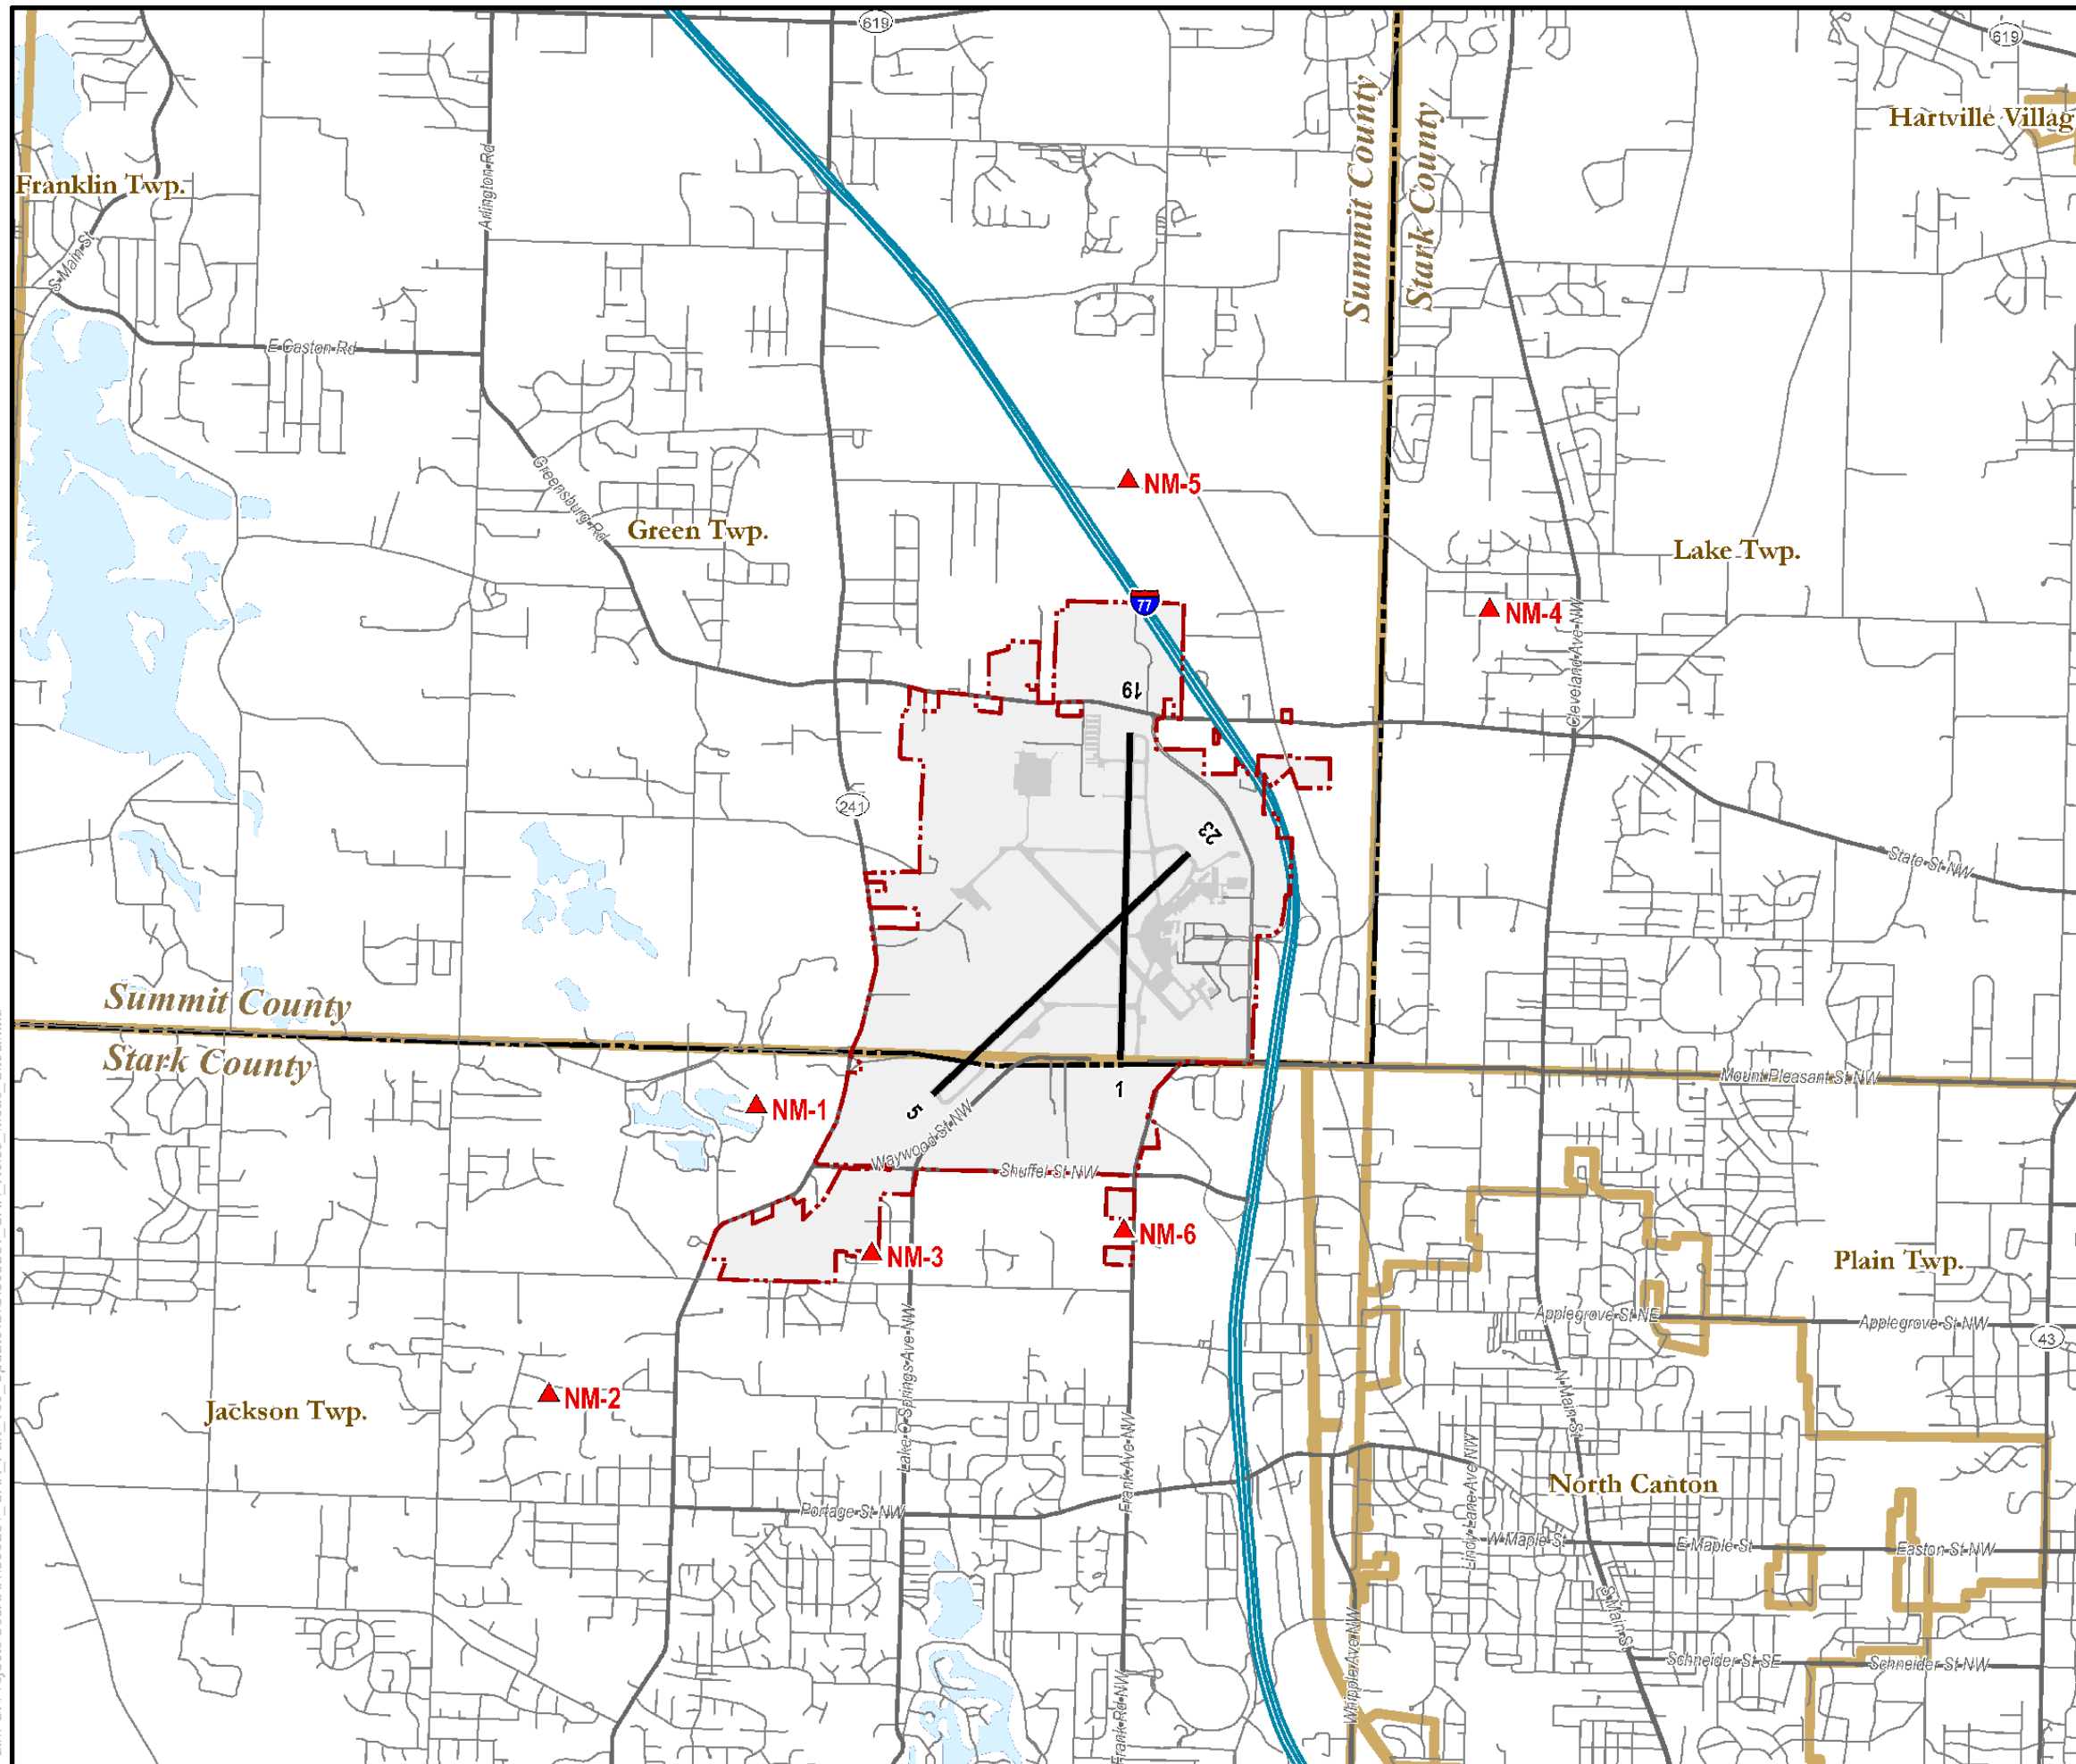 619
619
Hartville Villag
Summit County
Stark County
Franklin Twp.
Arlington Rd
S Main St
E Caston Rd
Greensburg Rd
NM-5
Green Twp.
Lake Twp.
77
NM-4
Cleveland Ave NW
19
241
23
State St NW
Summit County
Stark County
Mount Pleasant St NW
1
5
NM-1
Waywood St NW
Shuffel St NW
NM-6
NM-3
Plain Twp.
Applegrove St NE
Applegrove St NW
43
Lake O Springs Ave NW
NM-2
Jackson Twp.
N Main St
Frank Ave NW
Lindy Lane Ave NW
North Canton
Portage St NW
W Maple St
E Maple St
Easton St NW
S Main St
Whipple Ave NW
Schneider St SE
Schneider St NW
Frank Rd NW